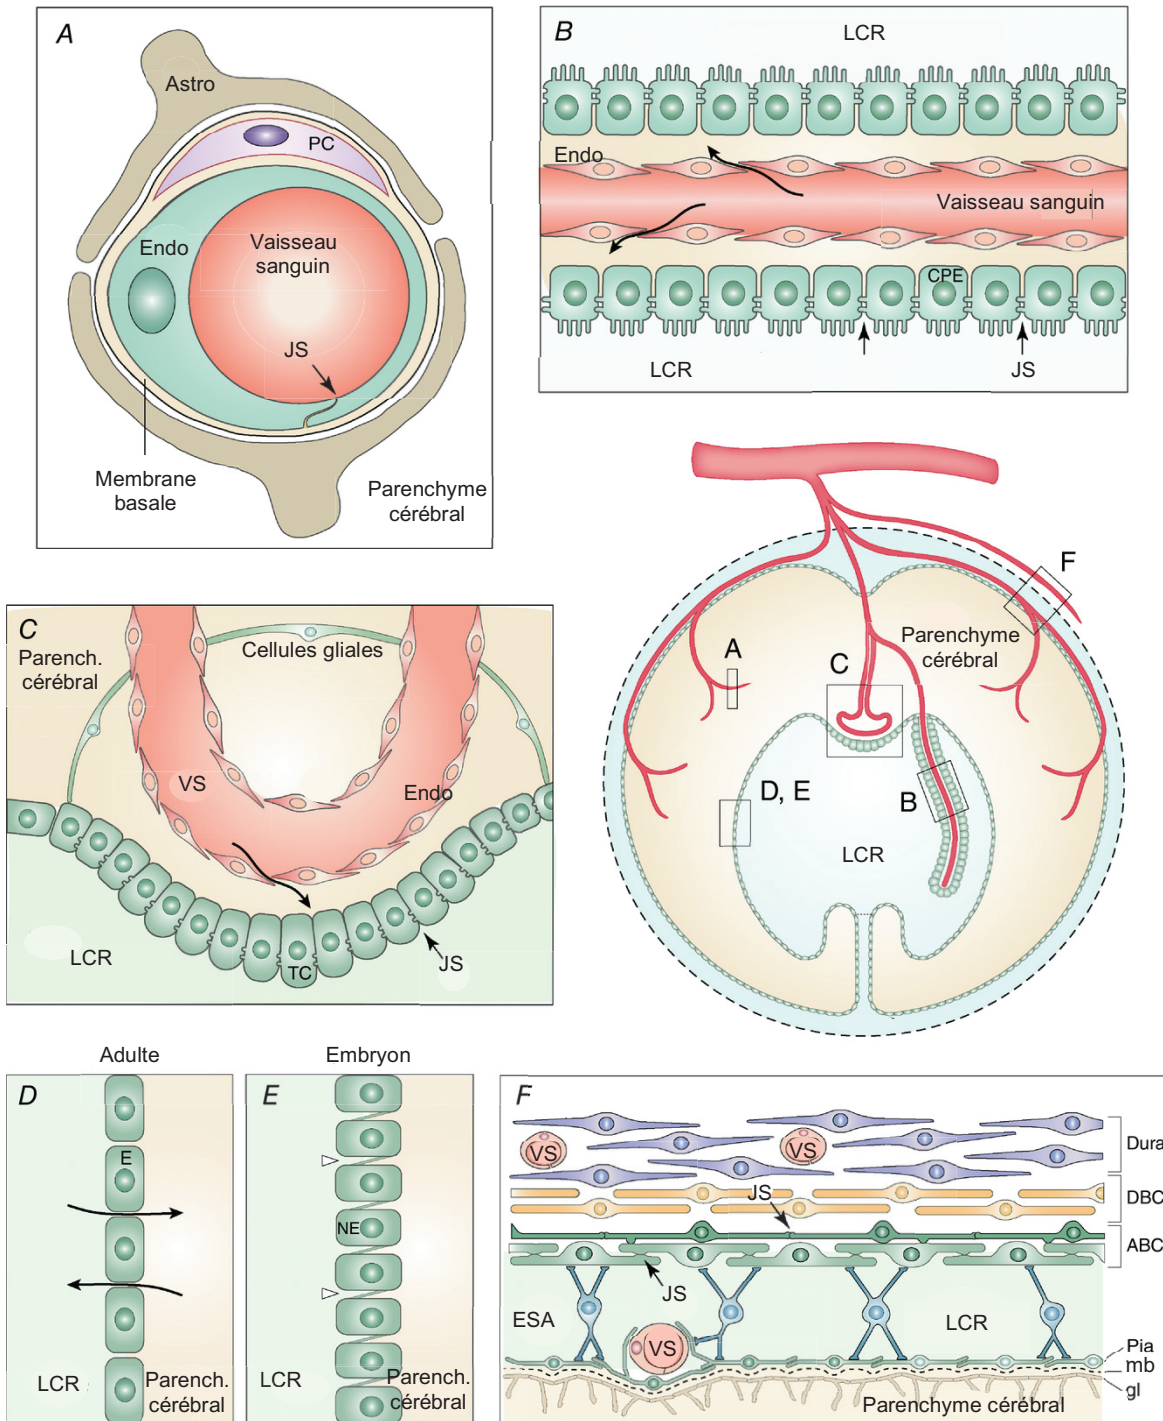 A
Astro
PC
Endo
Vaisseau
sanguin
JS
Membrane
basale
Parenchyme
cérébral
B
LCR
Endo
Vaisseau sanguin
CPE
LCR
JS
C
Parench.
cérébral
Cellules gliales
VS
Endo
LCR
TC
JS
F
A
C
Parenchyme
cérébral
D, E
B
LCR
Adulte
D
E
LCR
Parench.
cérébral
Embryon
E
NE
LCR
Parench.
cérébral
F
VS
VS
Dura
JS
DBC
ABC
JS
ESA
LCR
VS
Pia
mb
gl
Parenchyme cérébral